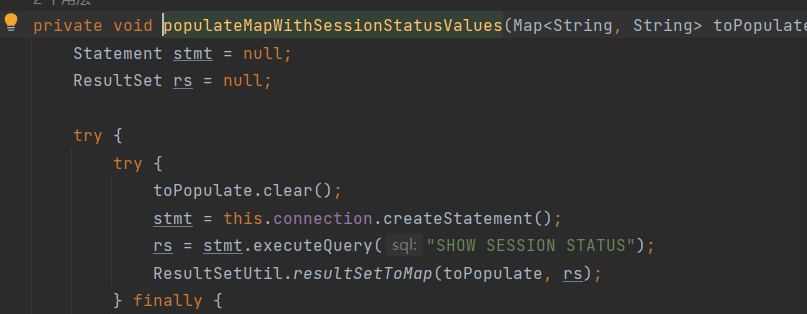 2个用法
private void populateMapWithSessionStatusValues(Map<String, String> toPopulate
Statement stmt = null;
ResultSet rs = null;
try {
try {
toPopulate.clear();
stmt = this.connection.createStatement();
rs = stmt.executeQuery( sql: "SHOW SESSION STATUS");
ResultSetUtil.resultSetToMap(toPopulate, rs);
} finally {